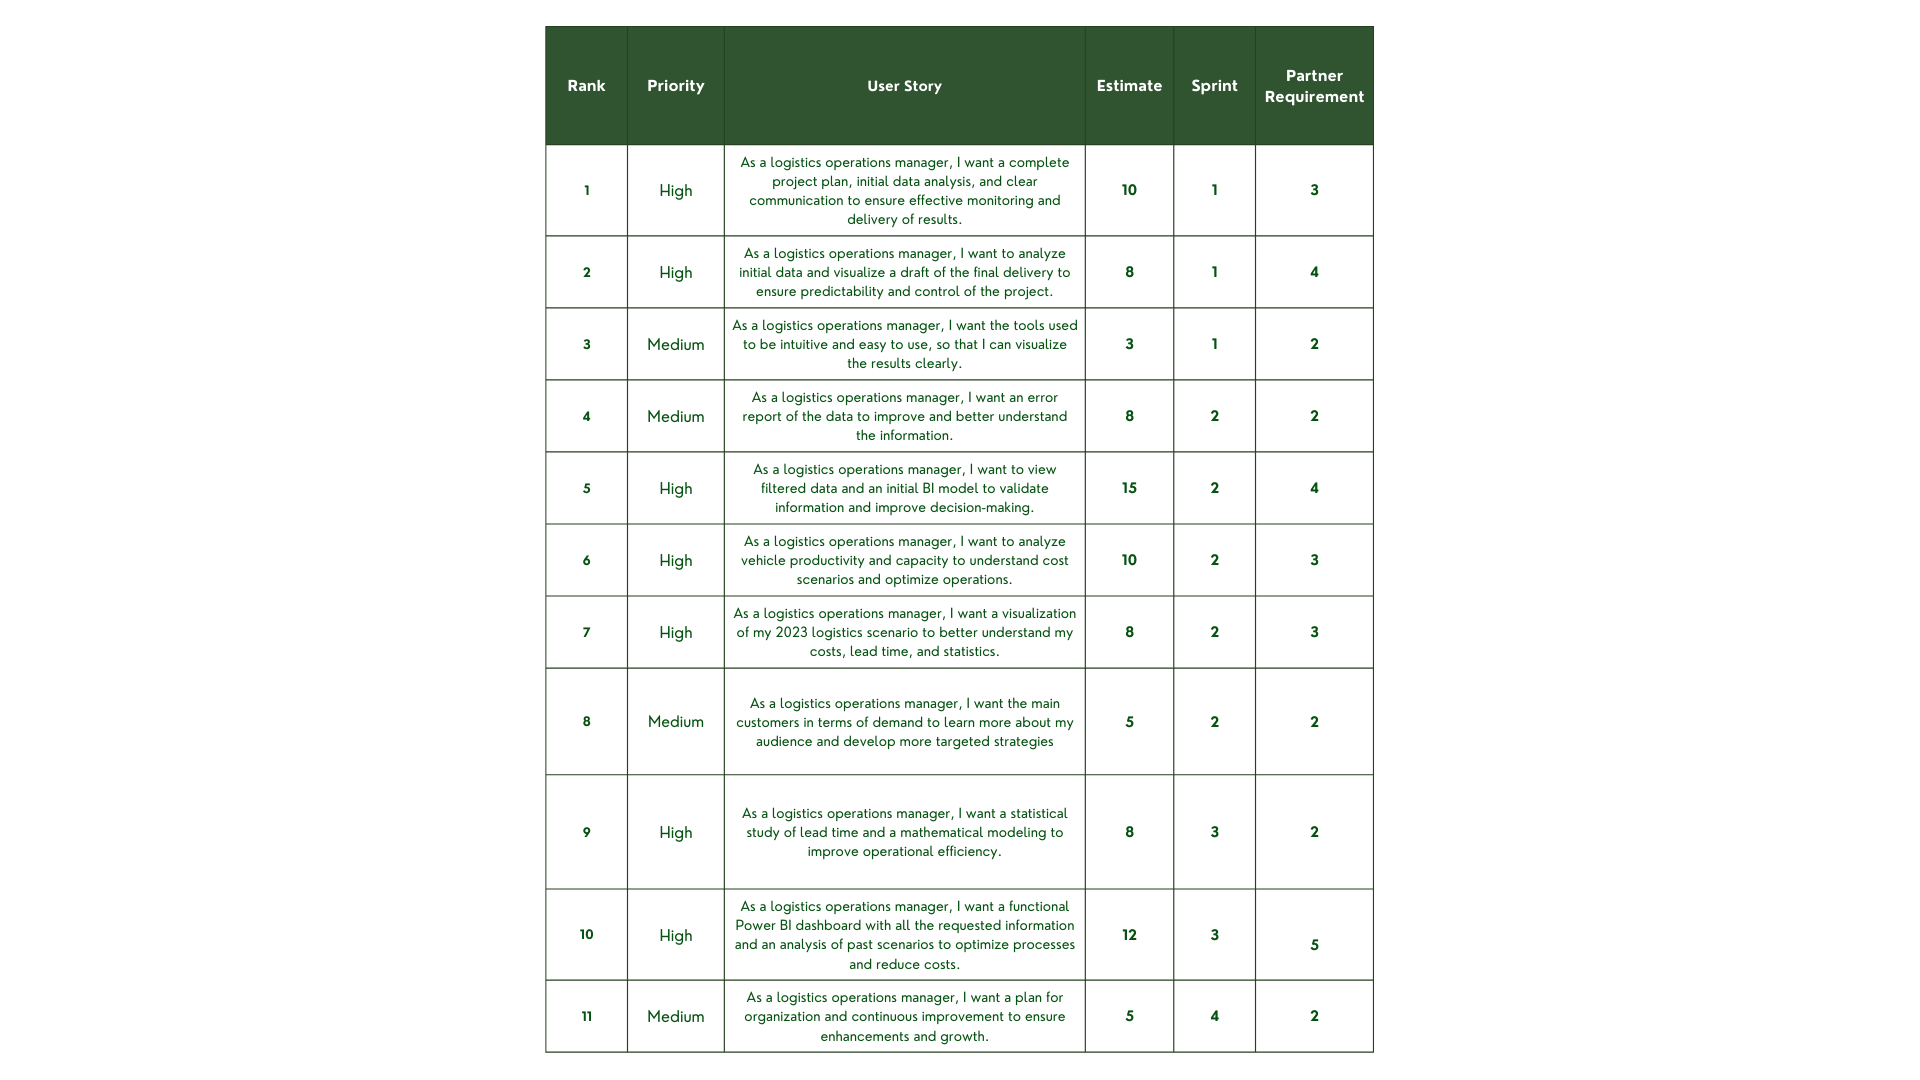 Rank Priority User Story Estimate Sprint Partner
Requirement
1 High As a logistics operations manager, I want a complete
project plan, initial data analysis, and clear
communication to ensure effective monitoring and
delivery of results. 10 1 3
2 High As a logistics operations manager, I want to analyze
initial data and visualize a draft of the final delivery to
ensure predictability and control of the project. 8 1 4
3 Medium As a logistics operations manager, I want the tools used
to be intuitive and easy to use, so that I can visualize
the results clearly. 3 1 2
4 Medium As a logistics operations manager, I want an error
report of the data to improve and better understand
the information. 8 2 2
5 High As a logistics operations manager, I want to view
filtered data and an initial BI model to validate
information and improve decision-making. 15 2 4
6 High As a logistics operations manager, I want to analyze
vehicle productivity and capacity to understand cost
scenarios and optimize operations. 10 2 3
7 High As a logistics operations manager, I want a visualization
of my 2023 logistics scenario to better understand my
costs, lead time, and statistics. 8 2 3
8 Medium As a logistics operations manager, I want the main
customers in terms of demand to learn more about my
audience and develop more targeted strategies 5 2 2
9 High As a logistics operations manager, I want a statistical
study of lead time and a mathematical modeling to
improve operational efficiency. 8 3 2
10 High As a logistics operations manager, I want a functional
Power BI dashboard with all the requested information
and an analysis of past scenarios to optimize processes
and reduce costs. 12 3 5
11 Medium As a logistics operations manager, I want a plan for
organization and continuous improvement to ensure
enhancements and growth. 5 4 2